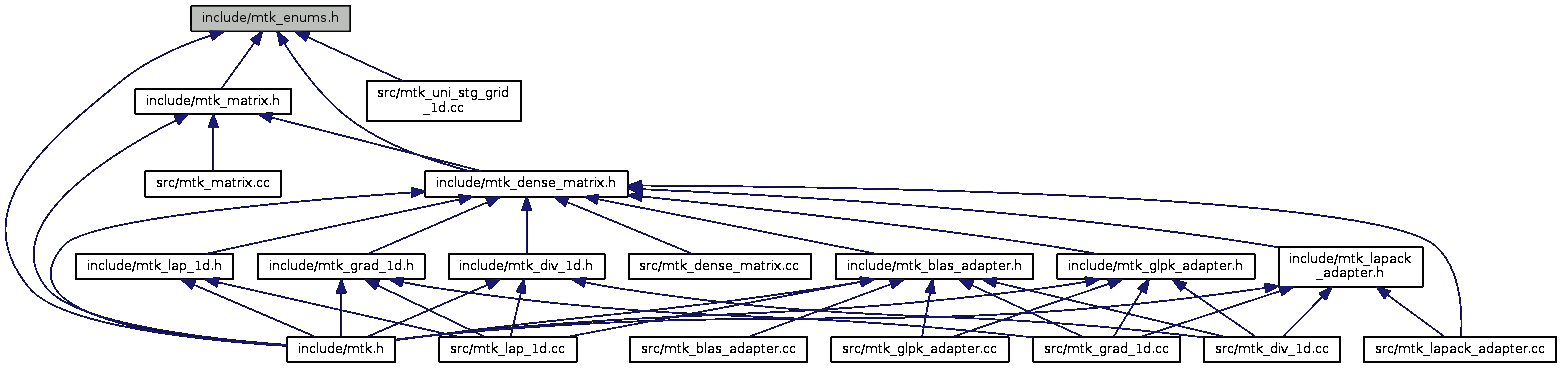 include/mtk_enums.h
include/mtk_matrix.h
src/mtk_uni_stg_grid
_1d.cc
src/mtk_matrix.cc
include/mtk_dense_matrix.h
include/mtk_lap_1d.h
include/mtk_grad_1d.h
include/mtk_div_1d.h
src/mtk_dense_matrix.cc
include/mtk_blas_adapter.h
include/mtk_glpk_adapter.h
include/mtk_lapack
_adapter.h
include/mtk.h
src/mtk_lap_1d.cc
src/mtk_blas_adapter.cc
src/mtk_glpk_adapter.cc
src/mtk_grad_1d.cc
src/mtk_div_1d.cc
src/mtk_lapack_adapter.cc